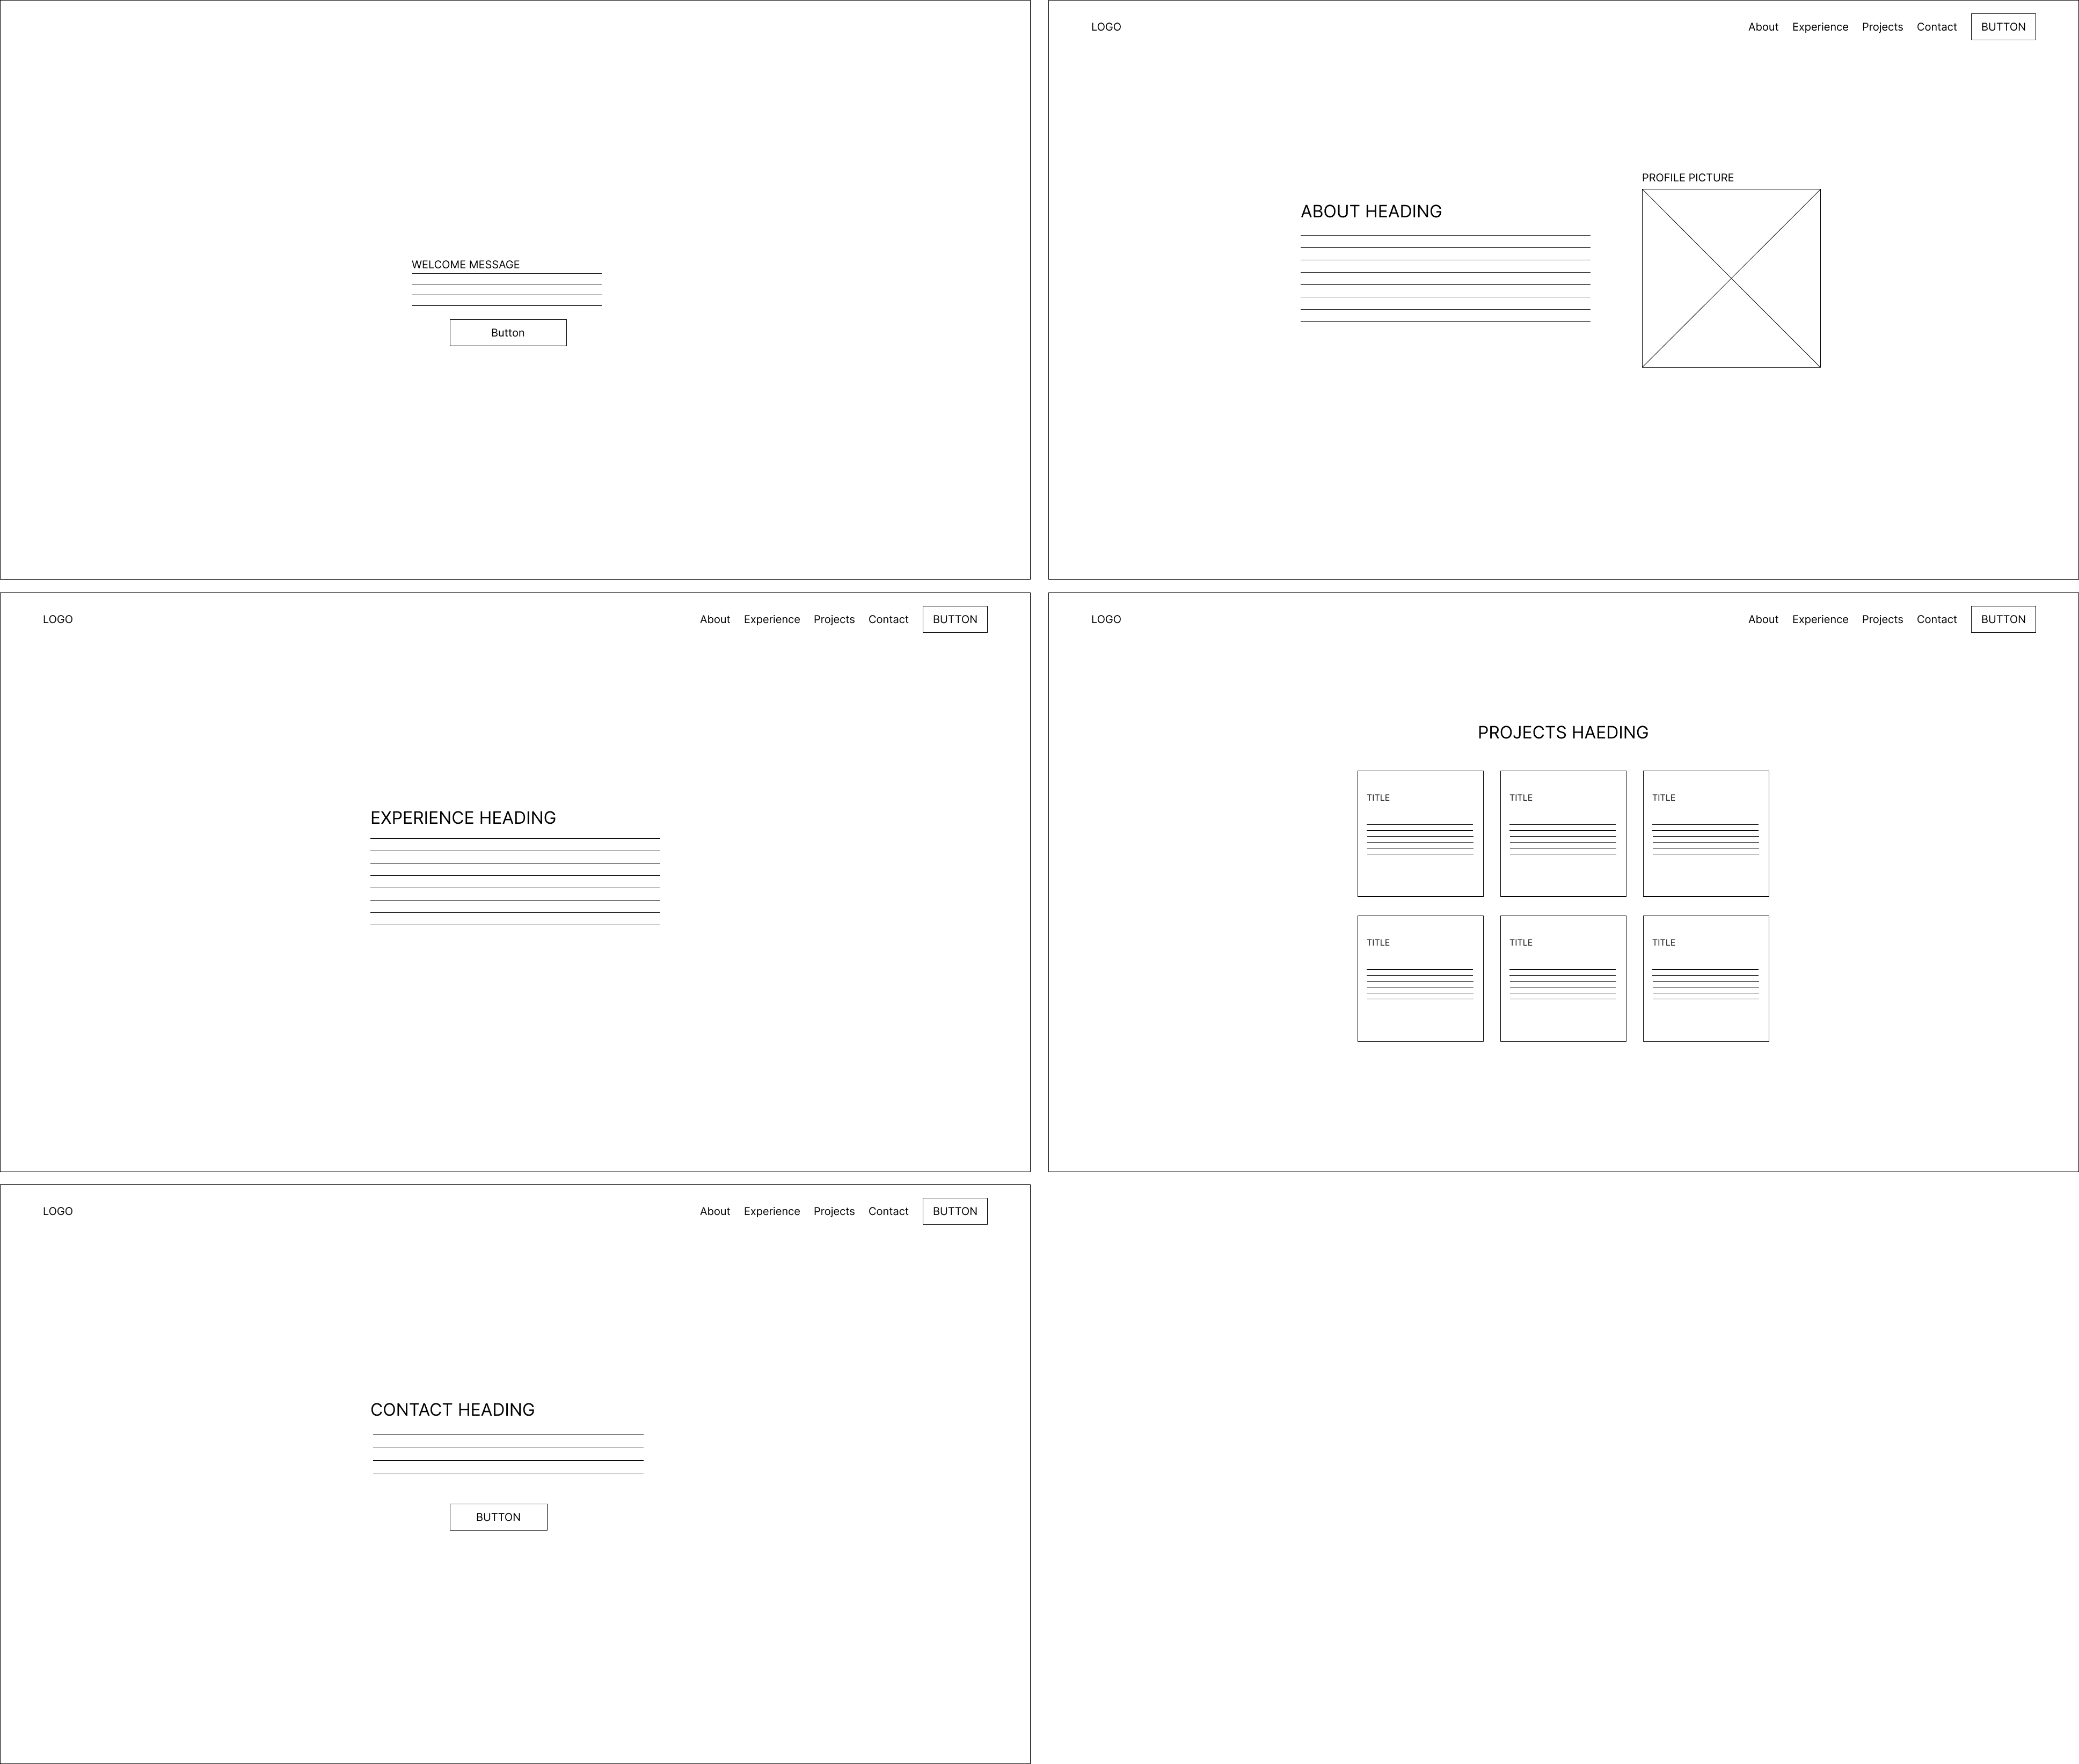 WELCOME MESSAGE
Button
LOGO
About Experience Projects Contact BUTTON
PROFILE PICTURE
ABOUT HEADING
LOGO
About Experience Projects Contact BUTTON
EXPERIENCE HEADING
LOGO
About Experience Projects Contact BUTTON
PROJECTS HAEDING
TITLE TITLE TITLE
TITLE TITLE TITLE
LOGO
About Experience Projects Contact BUTTON
CONTACT HEADING
BUTTON